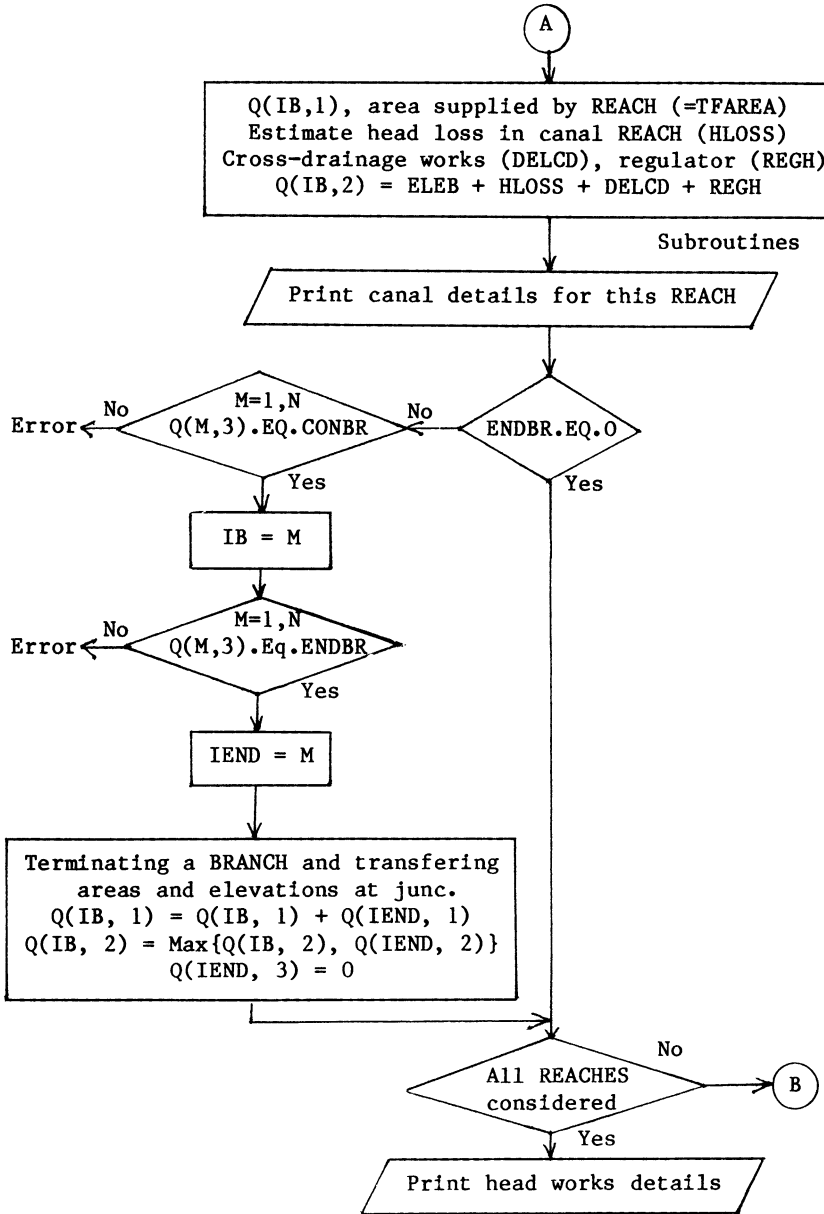 A
Q(IB,1), area supplied by REACH (=TFAREA)
Estimate head loss in canal REACH (HLOSS)
Cross-drainage works (DELCD), regulator (REGH)
Q(IB,2) = ELEB + HLOSS + DELCD + REGH
Subroutines
Print canal details for this REACH
ENDBR.EQ.O
No
Yes
M=1,N
Q(M,3).EQ.CONBR
No
Error
Yes
IB = M
M=1,N
Q(M,3).Eq.ENDBR
No
Error
Yes
IEND = M
Terminating a BRANCH and transfering
areas and elevations at junc.
Q(IB, 1) = Q(IB, 1) + Q(IEND, 1)
Q(IB, 2) = Max{Q(IB, 2), Q(IEND, 2)}
Q(IEND, 3) = 0
All REACHES
considered
No
B
Yes
Print head works details